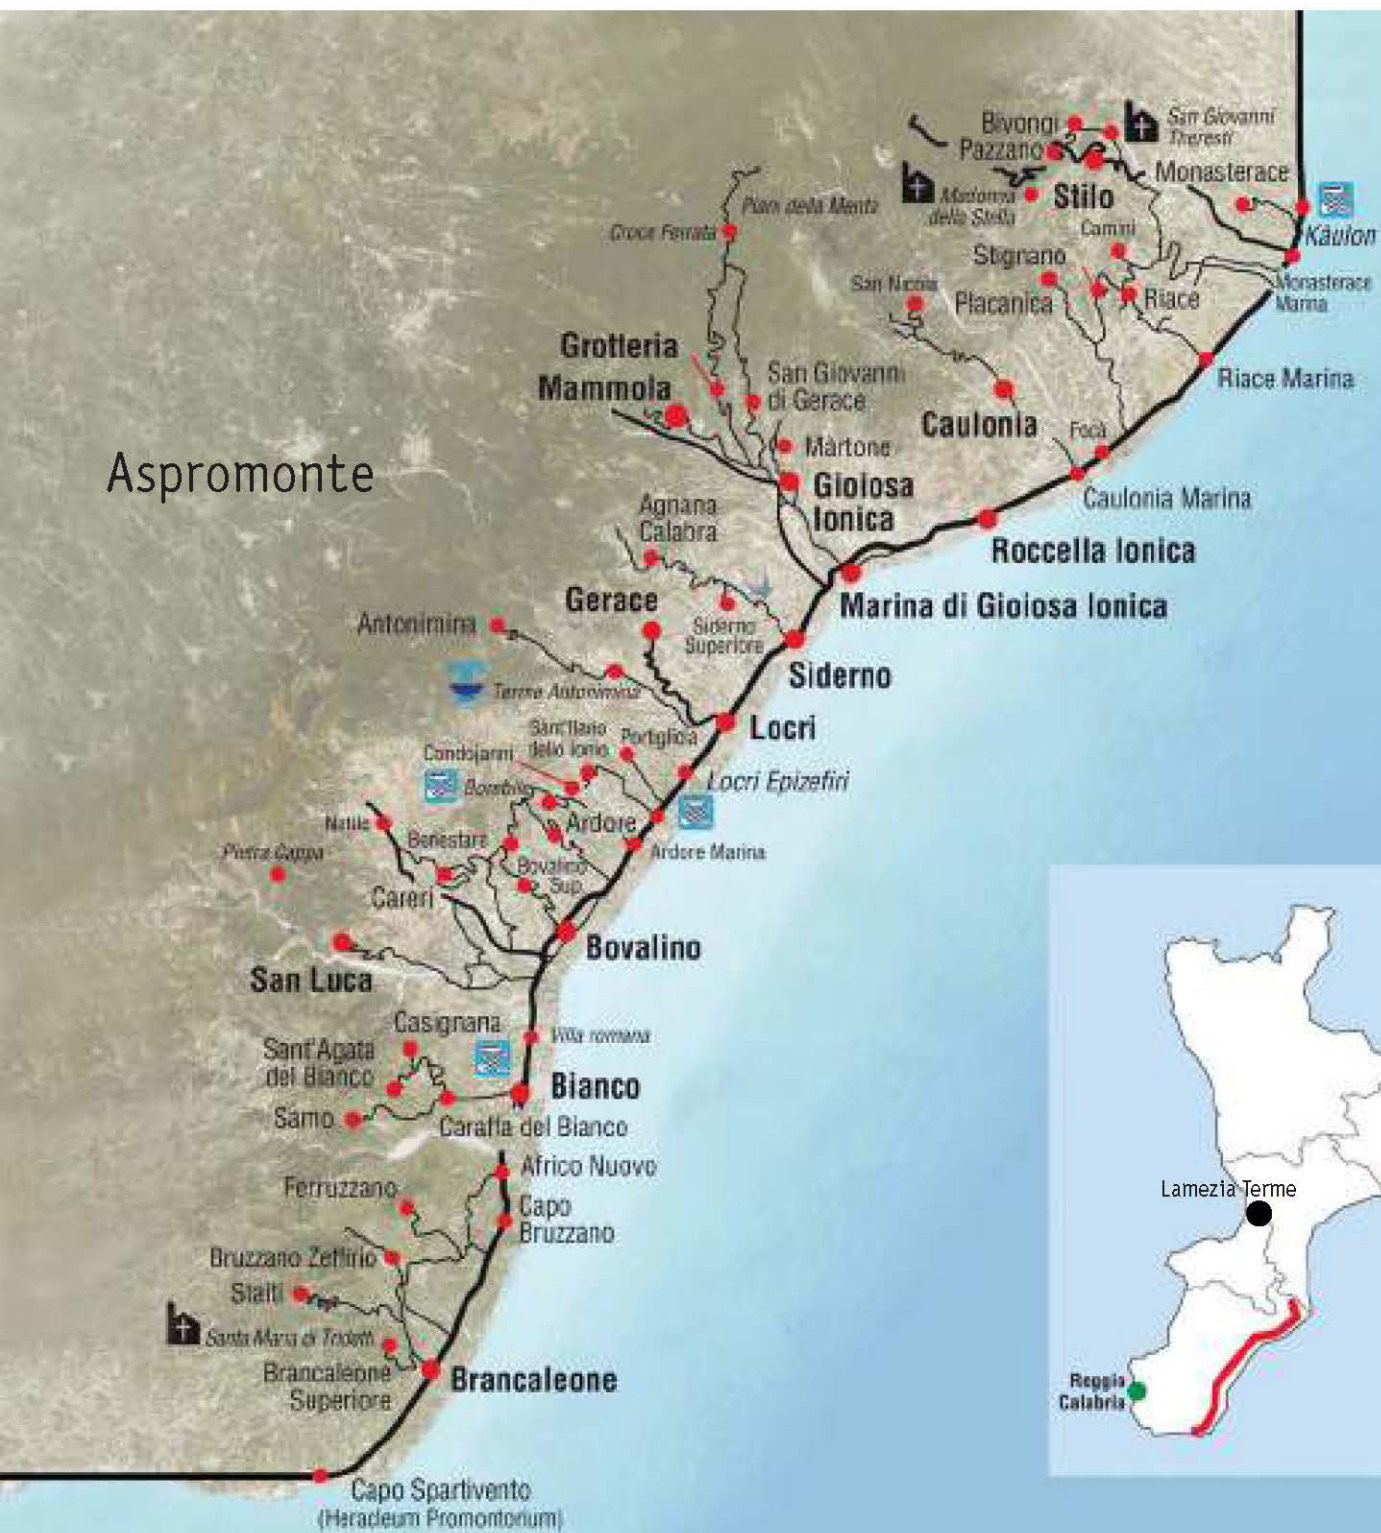 Bivongi
San Giovanni
Theresti
Pazzano
Monasterace
Madonna
della Stella
Stilo
Piani della Menta
Croce Ferrata
Camini
Kàulon
Stignano
San Nicola
Placanica
Riace
Monasterace
Marina
Grotteria
Mammola
San Giovanni
di Gerace
Riace Marina
Caulonia
Focà
Màrtone
Aspromonte
Gioiosa
Ionica
Caulonia Marina
Agnana
Calabra
Roccella Ionica
Gerace
Marina di Gioiosa Ionica
Antonimina
Siderno
Superiore
Siderno
Terme Antonimina
Locri
Sant'Ilario
dello Ionio
Portigliola
Condojanni
Locri Epizefiri
Bombile
Natile
Benestare
Ardore
Ardore Marina
Pietra Cappa
Bovalino
Sup.
Careri
Bovalino
San Luca
Casignana
Villa romana
Sant'Agata
del Bianco
Bianco
Samo
Caraffa del Bianco
Africo Nuovo
Ferruzzano
Capo
Bruzzano
Bruzzano Zeffirio
Staiti
Santa Maria di Tridetti
Brancaleone
Superiore
Brancaleone
Capo Spartivento
(Heracleum Promontorium)
Lamezia Terme
Reggio
Calabria